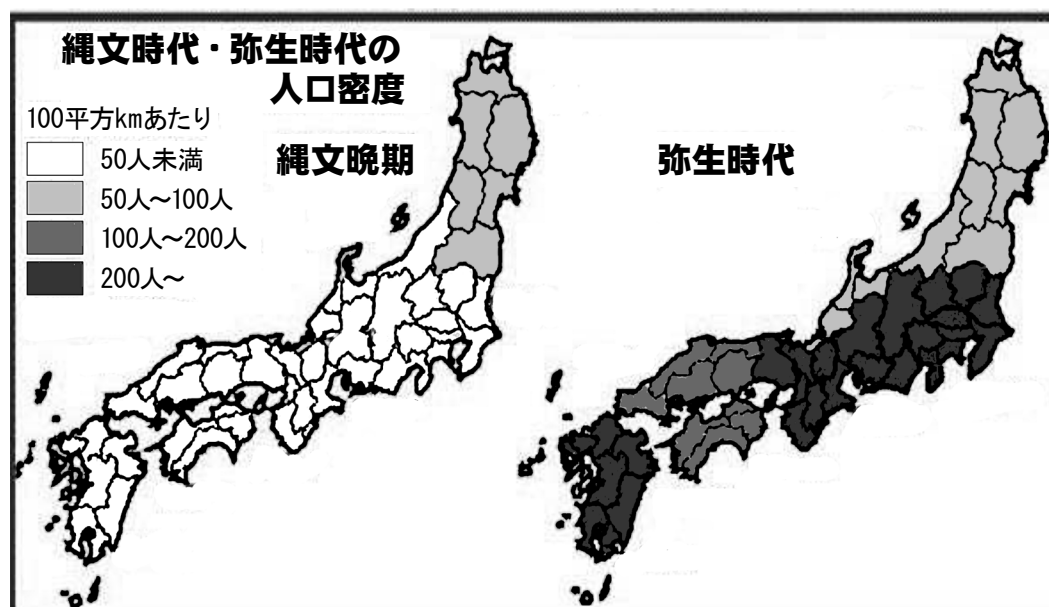 縄文時代・弥生時代の
人口密度
100平方kmあたり
50人未満
50人～100人
100人～200人
200人～
縄文晩期
弥生時代